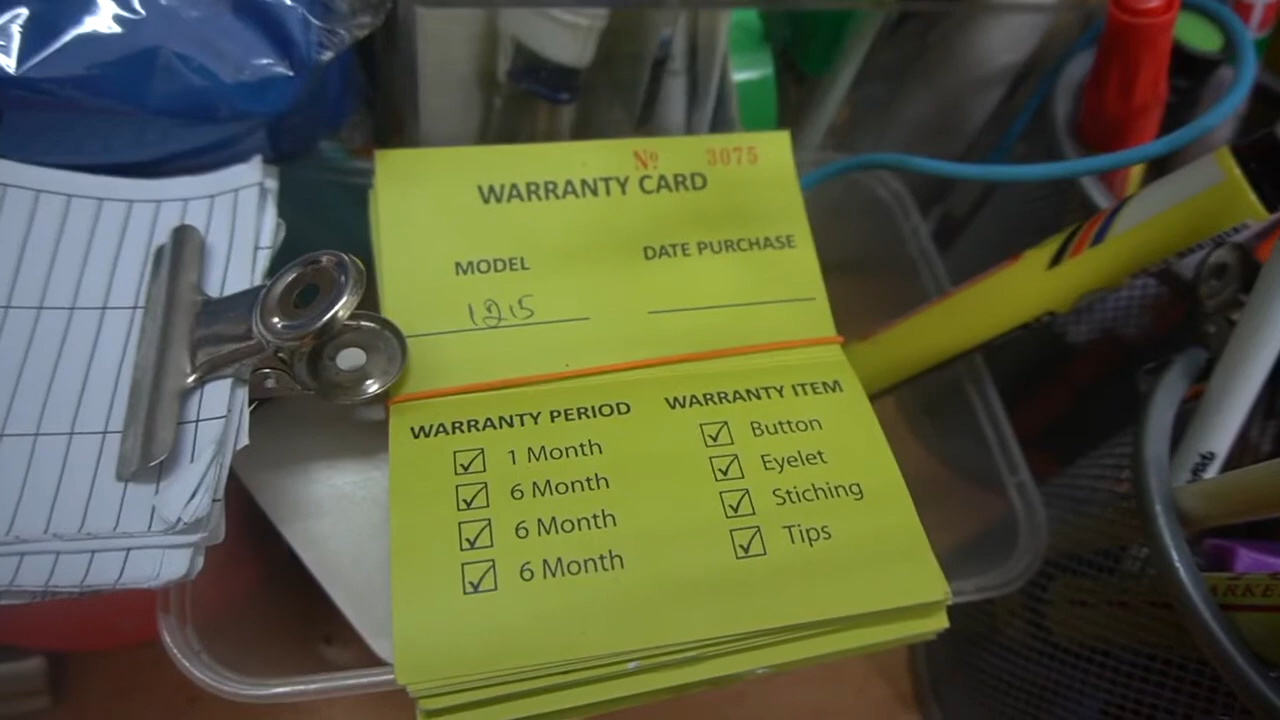 Nº 3075
WARRANTY CARD
MODEL DATE PURCHASE
1215
WARRANTY PERIOD WARRANTY ITEM
1 Month Button
6 Month Eyelet
6 Month Stiching
6 Month Tips